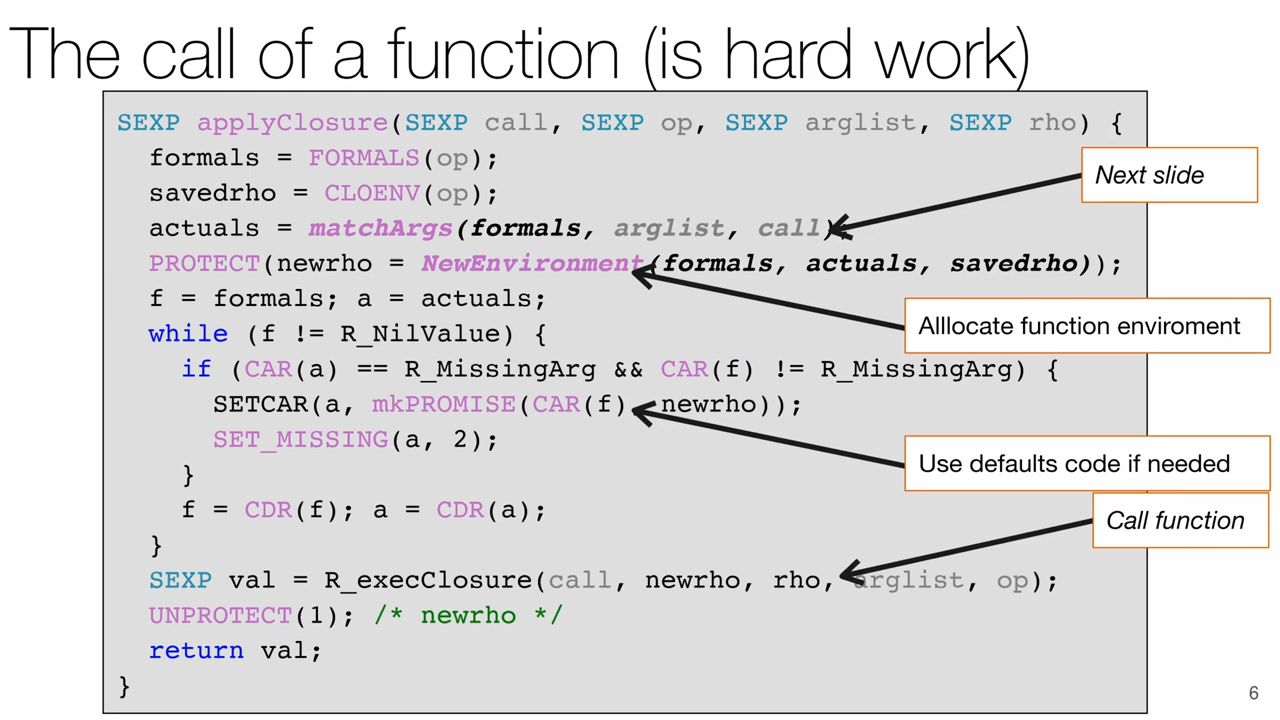 The call of a function (is hard work)
SEXP applyClosure(SEXP call, SEXP op, SEXP arglist, SEXP rho) {
formals = FORMALS(op);
savedrho = CLOENV(op);
actuals = matchArgs(formals, arglist, call);
PROTECT(newrho = NewEnvironment(formals, actuals, savedrho));
f = formals; a = actuals;
while (f != R_NilValue) {
if (CAR(a) == R_MissingArg && CAR(f) != R_MissingArg) {
SETCAR(a, mkPROMISE(CAR(f), newrho));
SET_MISSING(a, 2);
}
f = CDR(f); a = CDR(a);
}
SEXP val = R_execClosure(call, newrho, rho, arglist, op);
UNPROTECT(1); /* newrho */
return val;
}
Next slide
Alllocate function enviroment
Use defaults code if needed
Call function
6